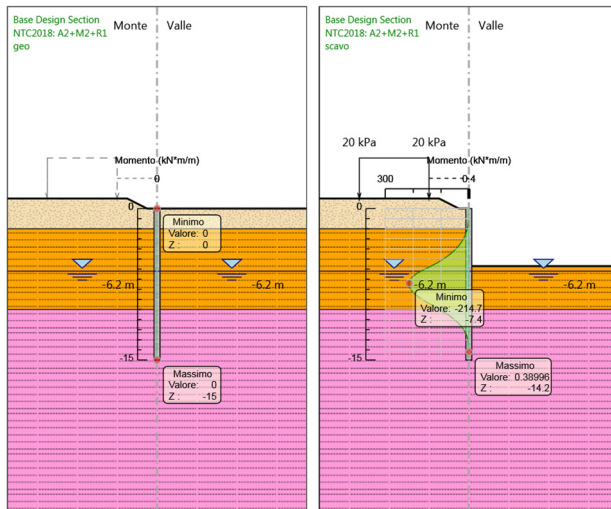 Base Design Section
NTC2018: A2+M2+R1
geo
Monte
Valle
Momento (kN*m/m)
0
0
Minimo
Valore: 0
Z : 0
-6.2 m
-6.2 m
-15
Massimo
Valore: 0
Z : -15
Base Design Section
NTC2018: A2+M2+R1
scavo
Monte
Valle
20 kPa
20 kPa
Momento (kN*m/m)
300
0.4
0
-6.2 m
-6.2 m
Minimo
Valore: -214.7
Z : -7.4
-15
Massimo
Valore: 0.38996
Z : -14.2